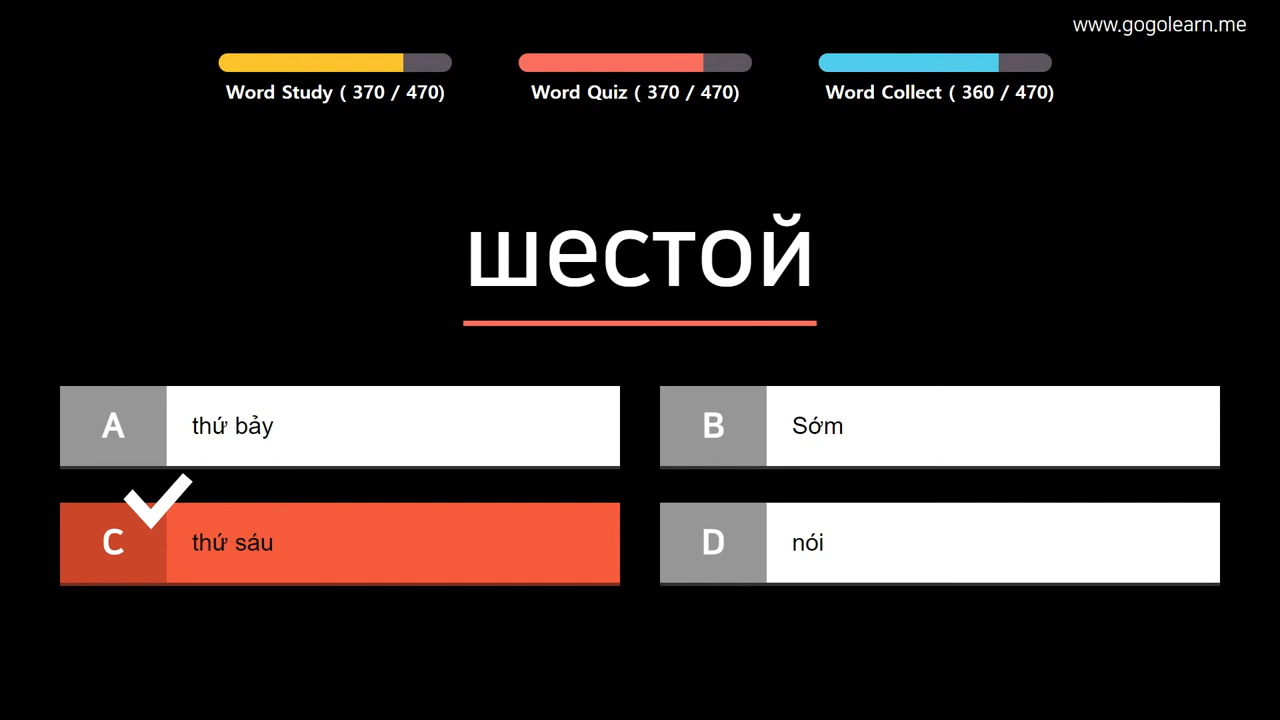 www.gogolearn.me
Word Study ( 370 / 470)
Word Quiz ( 370 / 470)
Word Collect ( 360 / 470)
шестой
A thứ bảy
B Sớm
C thứ sáu
D nói